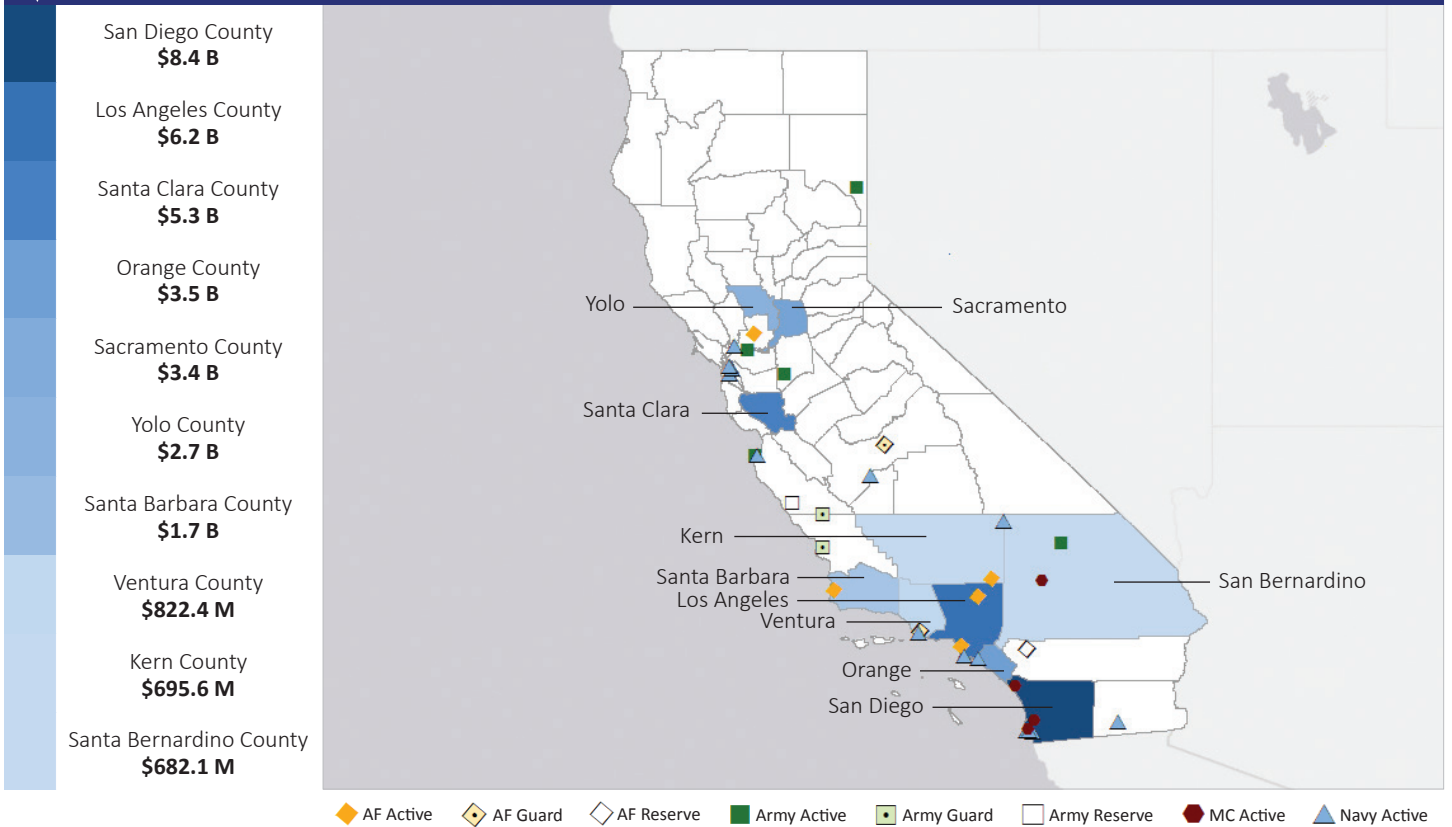 San Diego County
$8.4 B
Los Angeles County
$6.2 B
Santa Clara County
$5.3 B
Orange County
$3.5 B
Sacramento County
$3.4 B
Yolo County
$2.7 B
Santa Barbara County
$1.7 B
Ventura County
$822.4 M
Kern County
$695.6 M
Santa Bernardino County
$682.1 M
Yolo
Sacramento
Santa Clara
Kern
Santa Barbara
San Bernardino
Los Angeles
Ventura
Orange
San Diego
AF Active
AF Guard
AF Reserve
Army Active
Army Guard
Army Reserve
MC Active
Navy Active